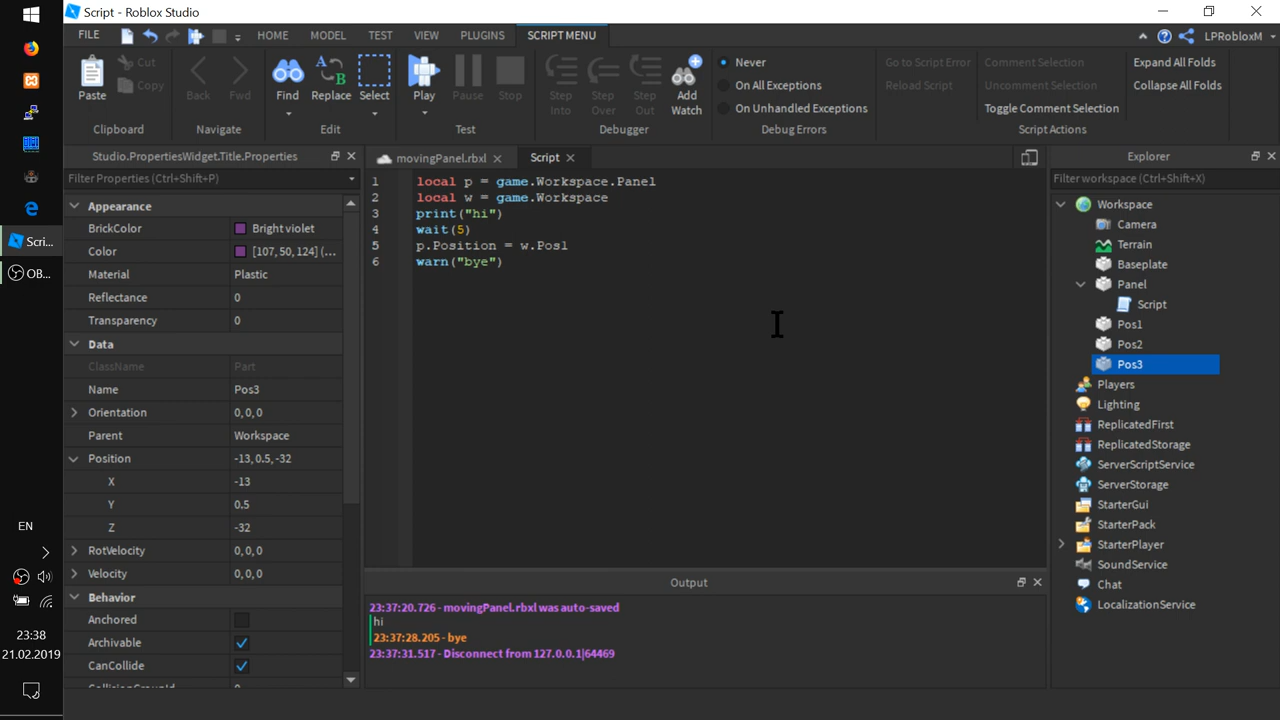 Script - Roblox Studio
FILE
HOME
MODEL
TEST
VIEW
PLUGINS
SCRIPT MENU
LPRobloxM
Paste
Cut
Copy
Clipboard
Back
Fwd
Navigate
Find
Replace
Select
Edit
Play
Pause
Stop
Test
Step Into
Step Over
Step Out
Add Watch
Debugger
Never
On All Exceptions
On Unhandled Exceptions
Debug Errors
Go to Script Error
Reload Script
Comment Selection
Uncomment Selection
Toggle Comment Selection
Expand All Folds
Collapse All Folds
Script Actions
Studio.PropertiesWidget.Title.Properties
Filter Properties (Ctrl+Shift+P)
Appearance
BrickColor Bright violet
Color [107, 50, 124] (...
Material Plastic
Reflectance 0
Transparency 0
Data
ClassName Part
Name Pos3
Orientation 0, 0, 0
Parent Workspace
Position -13, 0.5, -32
X -13
Y 0.5
Z -32
RotVelocity 0, 0, 0
Velocity 0, 0, 0
Behavior
Anchored
Archivable
CanCollide
movingPanel.rbxl
Script
1 local p = game.Workspace.Panel
2 local w = game.Workspace
3 print("hi")
4 wait(5)
5 p.Position = w.Pos1
6 warn("bye")
Output
23:37:20.726 - movingPanel.rbxl was auto-saved
hi
23:37:28.205 - bye
23:37:31.517 - Disconnect from 127.0.0.1|64469
Explorer
Filter workspace (Ctrl+Shift+X)
Workspace
Camera
Terrain
Baseplate
Panel
Script
Pos1
Pos2
Pos3
Players
Lighting
ReplicatedFirst
ReplicatedStorage
ServerScriptService
ServerStorage
StarterGui
StarterPack
StarterPlayer
SoundService
Chat
LocalizationService
Scri...
OB...
EN
23:38
21.02.2019